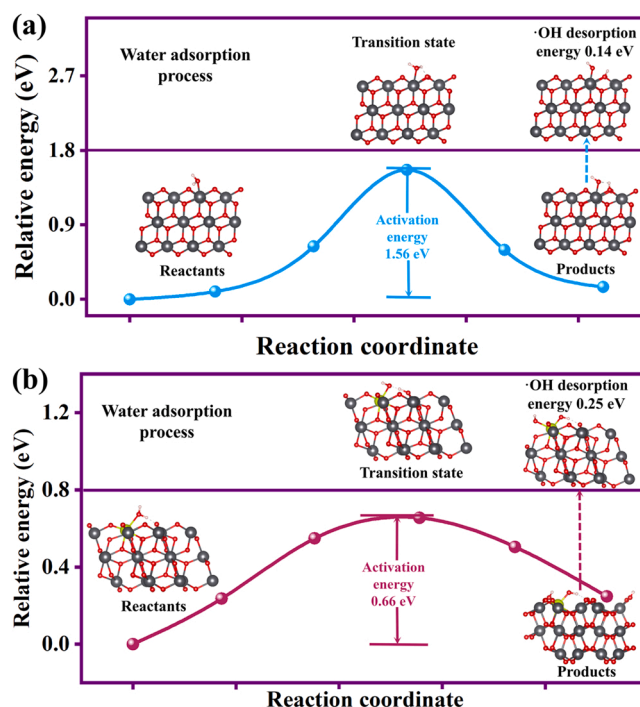 (a)
Water adsorption
process
Transition state
·OH desorption
energy 0.14 eV
Relative energy (eV)
2.7
1.8
0.9
0.0
Reactants
Activation
energy
1.56 eV
Products
Reaction coordinate
(b)
Water adsorption
process
Transition state
·OH desorption
energy 0.25 eV
Relative energy (eV)
1.2
0.8
0.4
0.0
Reactants
Activation
energy
0.66 eV
Products
Reaction coordinate